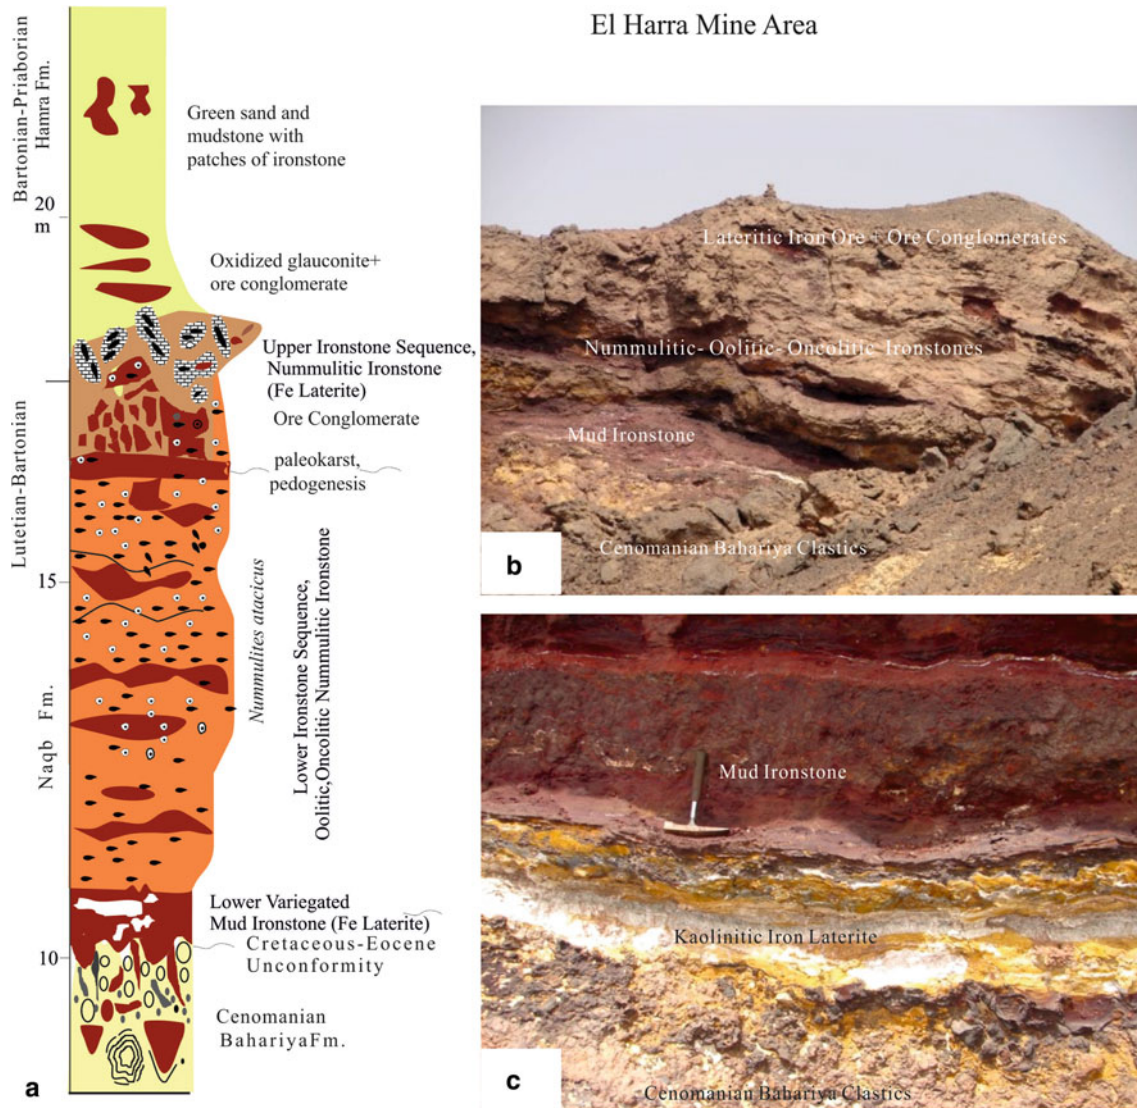 El Harra Mine Area
Bartonian-Priaborian
Hamra Fm.
Green sand and
mudstone with
patches of ironstone
20
m
Oxidized glauconite+
ore conglomerate
Upper Ironstone Sequence,
Nummulitic Ironstone
(Fe Laterite)
Ore Conglomerate
Lutetian-Bartonian
paleokarst,
pedogenesis
15
Nummulites atacicus
Lower Ironstone Sequence,
Oolitic,Oncolitic Nummulitic Ironstone
Naqb Fm.
Lower Variegated
Mud Ironstone (Fe Laterite)
Cretaceous-Eocene
Unconformity
10
Cenomanian
BahariyaFm.
a
Lateritic Iron Ore + Ore Conglomerates
Nummulitic- Oolitic- Oncolitic Ironstones
Mud Ironstone
Cenomanian Bahariya Clastics
b
Mud Ironstone
Kaolinitic Iron Laterite
Cenomanian Bahariya Clastics
c